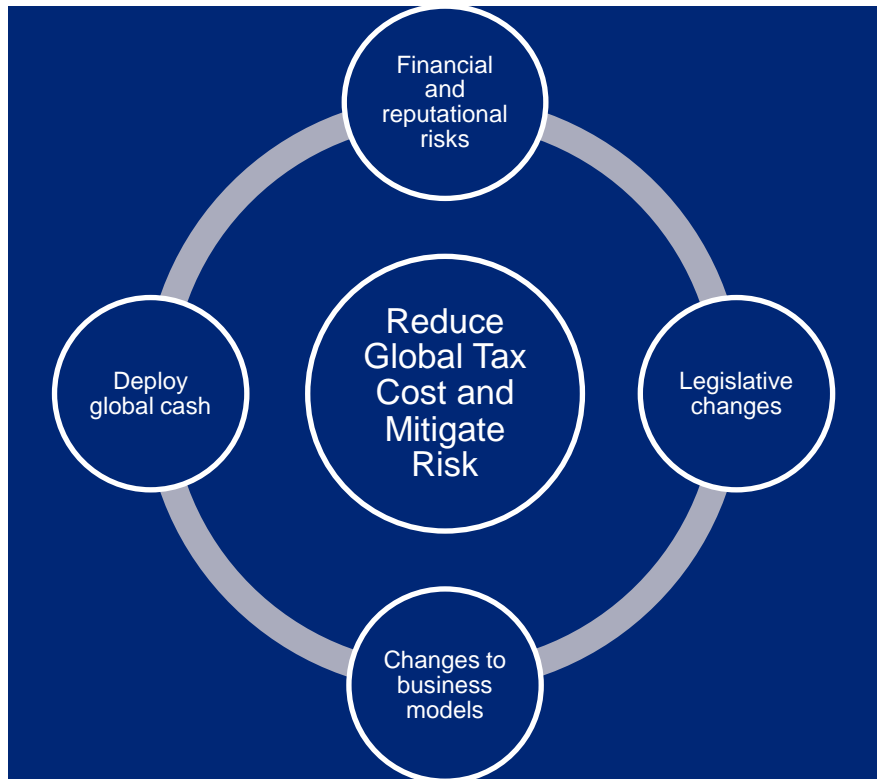 Financial
and
reputational
risks
Reduce
Global Tax
Cost and
Mitigate
Risk
Deploy
global cash
Legislative
changes
Changes to
business
models